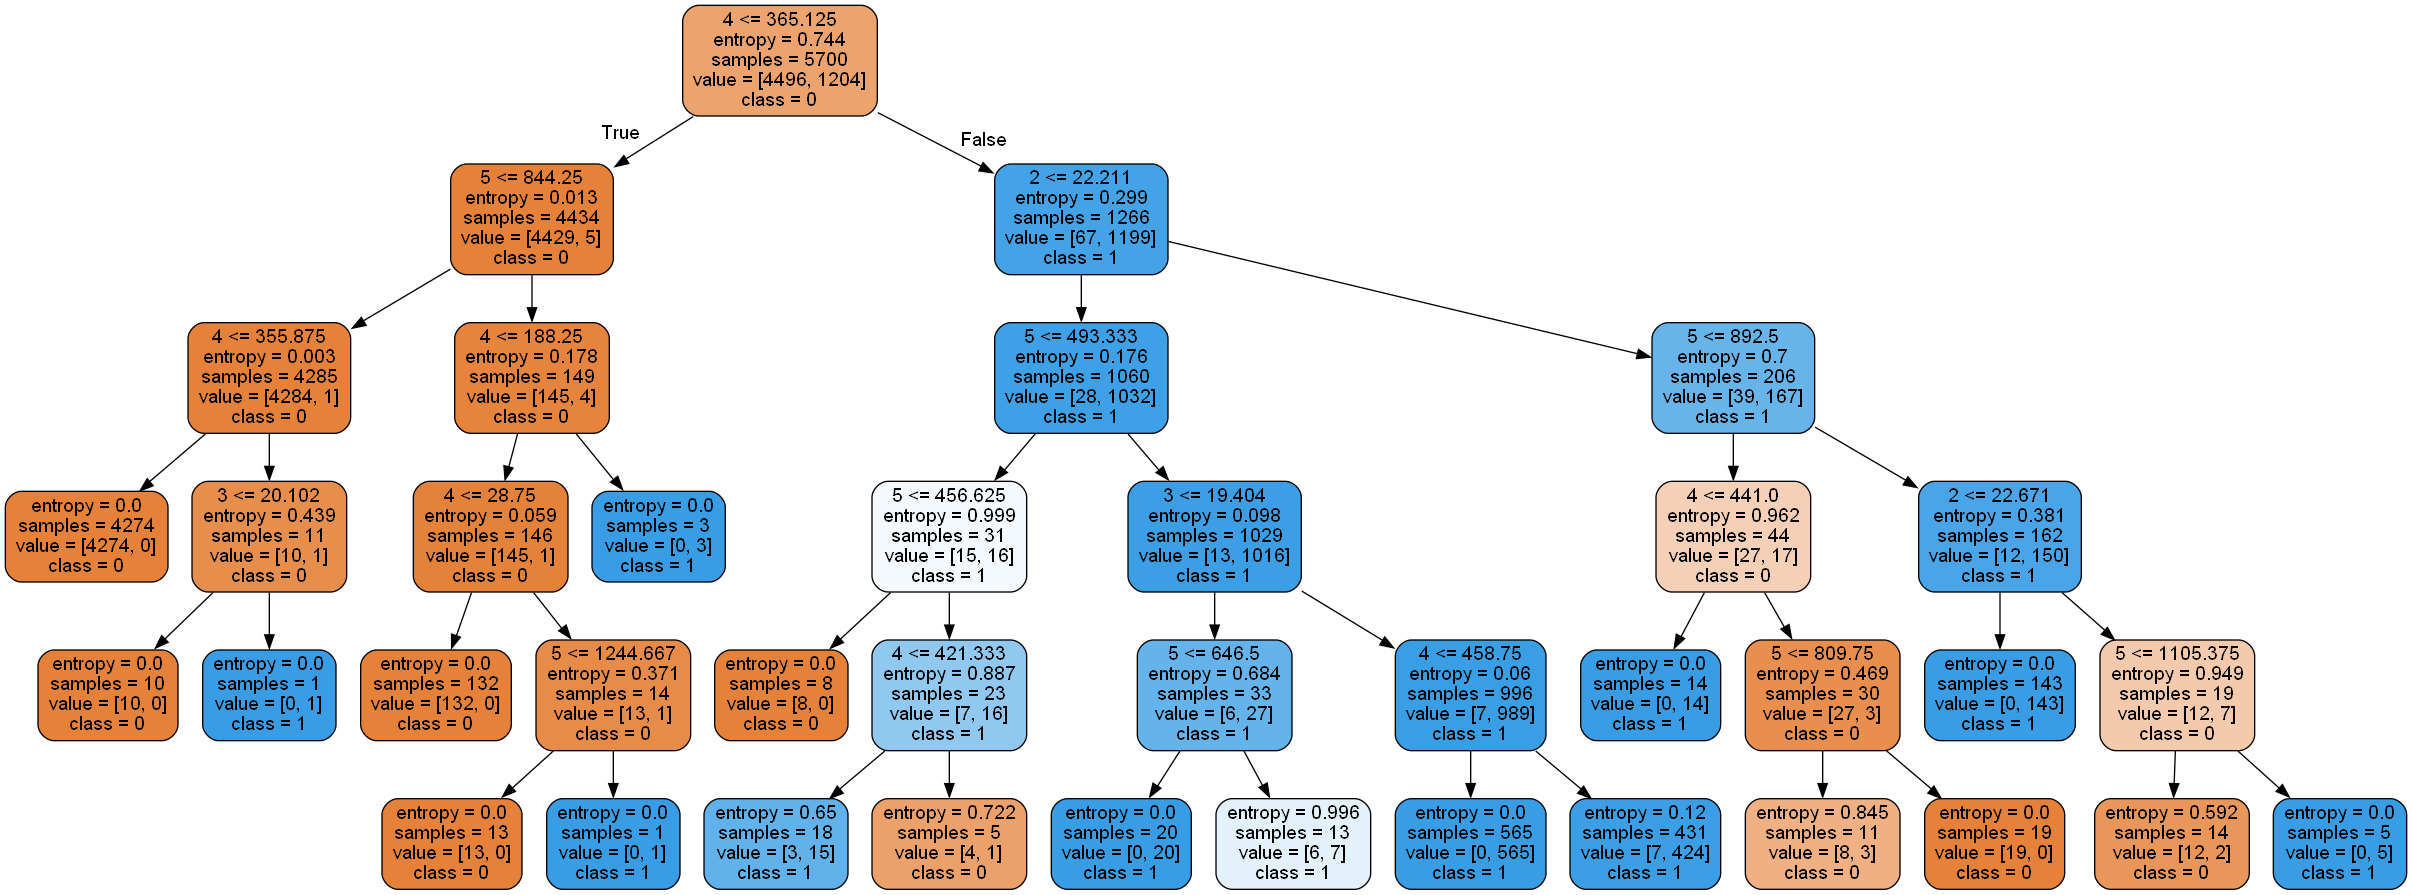 4 <= 365.125
entropy = 0.744
samples = 5700
value = [4496, 1204]
class = 0
True
False
5 <= 844.25
entropy = 0.013
samples = 4434
value = [4429, 5]
class = 0
2 <= 22.211
entropy = 0.299
samples = 1266
value = [67, 1199]
class = 1
4 <= 355.875
entropy = 0.003
samples = 4285
value = [4284, 1]
class = 0
4 <= 188.25
entropy = 0.178
samples = 149
value = [145, 4]
class = 0
5 <= 493.333
entropy = 0.176
samples = 1060
value = [28, 1032]
class = 1
5 <= 892.5
entropy = 0.7
samples = 206
value = [39, 167]
class = 1
entropy = 0.0
samples = 4274
value = [4274, 0]
class = 0
3 <= 20.102
entropy = 0.439
samples = 11
value = [10, 1]
class = 0
4 <= 28.75
entropy = 0.059
samples = 146
value = [145, 1]
class = 0
entropy = 0.0
samples = 3
value = [0, 3]
class = 1
5 <= 456.625
entropy = 0.999
samples = 31
value = [15, 16]
class = 1
3 <= 19.404
entropy = 0.098
samples = 1029
value = [13, 1016]
class = 1
4 <= 441.0
entropy = 0.962
samples = 44
value = [27, 17]
class = 0
2 <= 22.671
entropy = 0.381
samples = 162
value = [12, 150]
class = 1
entropy = 0.0
samples = 10
value = [10, 0]
class = 0
entropy = 0.0
samples = 1
value = [0, 1]
class = 1
entropy = 0.0
samples = 132
value = [132, 0]
class = 0
5 <= 1244.667
entropy = 0.371
samples = 14
value = [13, 1]
class = 0
entropy = 0.0
samples = 8
value = [8, 0]
class = 0
4 <= 421.333
entropy = 0.887
samples = 23
value = [7, 16]
class = 1
5 <= 646.5
entropy = 0.684
samples = 33
value = [6, 27]
class = 1
4 <= 458.75
entropy = 0.06
samples = 996
value = [7, 989]
class = 1
entropy = 0.0
samples = 14
value = [0, 14]
class = 1
5 <= 809.75
entropy = 0.469
samples = 30
value = [27, 3]
class = 0
entropy = 0.0
samples = 143
value = [0, 143]
class = 1
5 <= 1105.375
entropy = 0.949
samples = 19
value = [12, 7]
class = 0
entropy = 0.0
samples = 13
value = [13, 0]
class = 0
entropy = 0.0
samples = 1
value = [0, 1]
class = 1
entropy = 0.65
samples = 18
value = [3, 15]
class = 1
entropy = 0.722
samples = 5
value = [4, 1]
class = 0
entropy = 0.0
samples = 20
value = [0, 20]
class = 1
entropy = 0.996
samples = 13
value = [6, 7]
class = 1
entropy = 0.0
samples = 565
value = [0, 565]
class = 1
entropy = 0.12
samples = 431
value = [7, 424]
class = 1
entropy = 0.845
samples = 11
value = [8, 3]
class = 0
entropy = 0.0
samples = 19
value = [19, 0]
class = 0
entropy = 0.592
samples = 14
value = [12, 2]
class = 0
entropy = 0.0
samples = 5
value = [0, 5]
class = 1